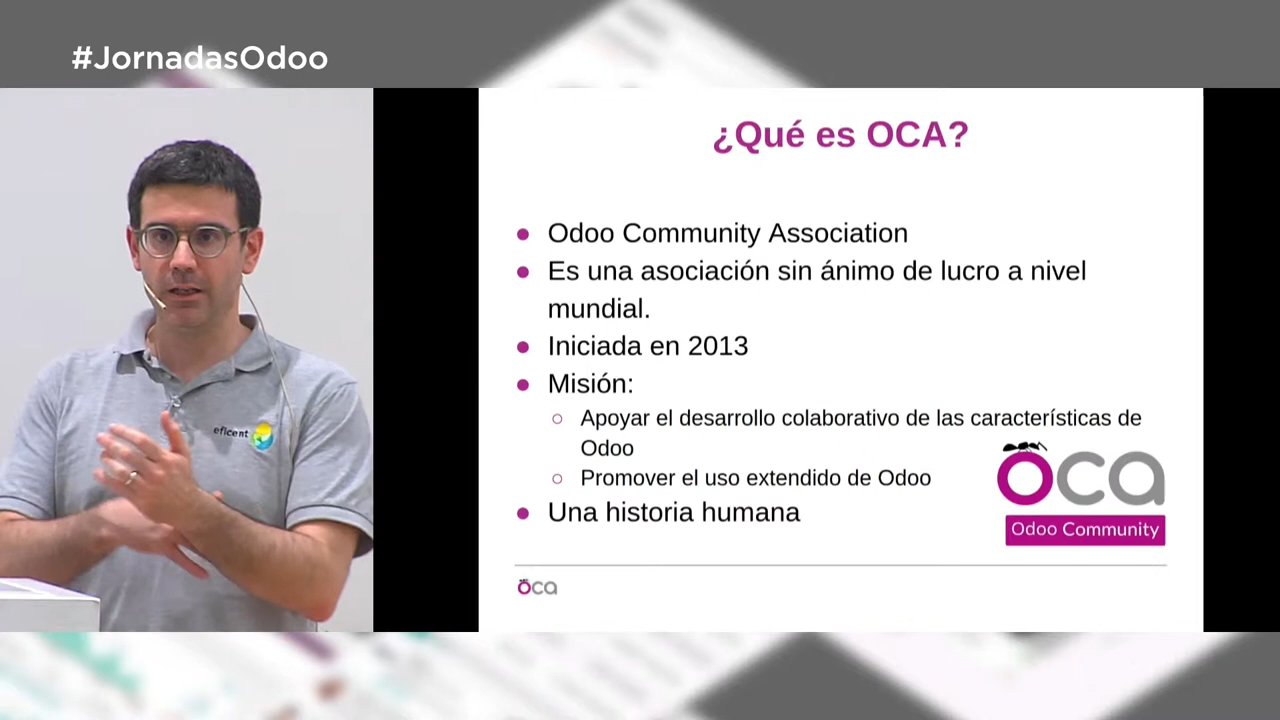 #JornadasOdoo
¿Qué es OCA?
Odoo Community Association
Es una asociación sin ánimo de lucro a nivel
mundial.
Iniciada en 2013
Misión:
Apoyar el desarrollo colaborativo de las características de
Odoo
Promover el uso extendido de Odoo
Una historia humana
oca
Odoo Community
oca
eficent